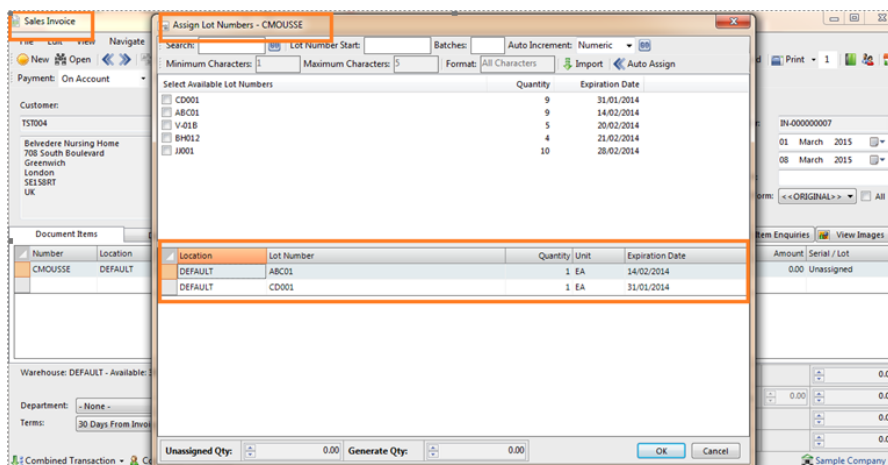 Sales Invoice
Assign Lot Numbers - CMOUSSE
File Edit View Navigate
Search: Lot Number Start: Batches: Auto Increment: Numeric
New Open
Print 1
Minimum Characters: 1 Maximum Characters: 5 Format: All Characters Import Auto Assign
Payment: On Account
Select Available Lot Numbers Quantity Expiration Date
CD001 9 31/01/2014
Customer:
ABC01 9 14/02/2014
TST004
V-01B 5 20/02/2014
IN-000000007
BH012 4 21/02/2014
Belvedere Nursing Home
01 March 2015
JJ001 10 28/02/2014
708 South Boulevard
Greenwich
08 March 2015
London
SE158RT
UK
<<ORIGINAL>> All
Document Items
Item Enquiries View Images
Number Location
Location Lot Number Quantity Unit Expiration Date
Amount Serial / Lot
CMOUSSE DEFAULT
DEFAULT ABC01 1 EA 14/02/2014
0.00 Unassigned
DEFAULT CD001 1 EA 31/01/2014
Warehouse: DEFAULT - Available:
0.00
Department: - None -
Terms: 30 Days From
Unassigned Qty: 0.00 Generate Qty: 0.00 OK Cancel
Combined Transaction
Sample Company